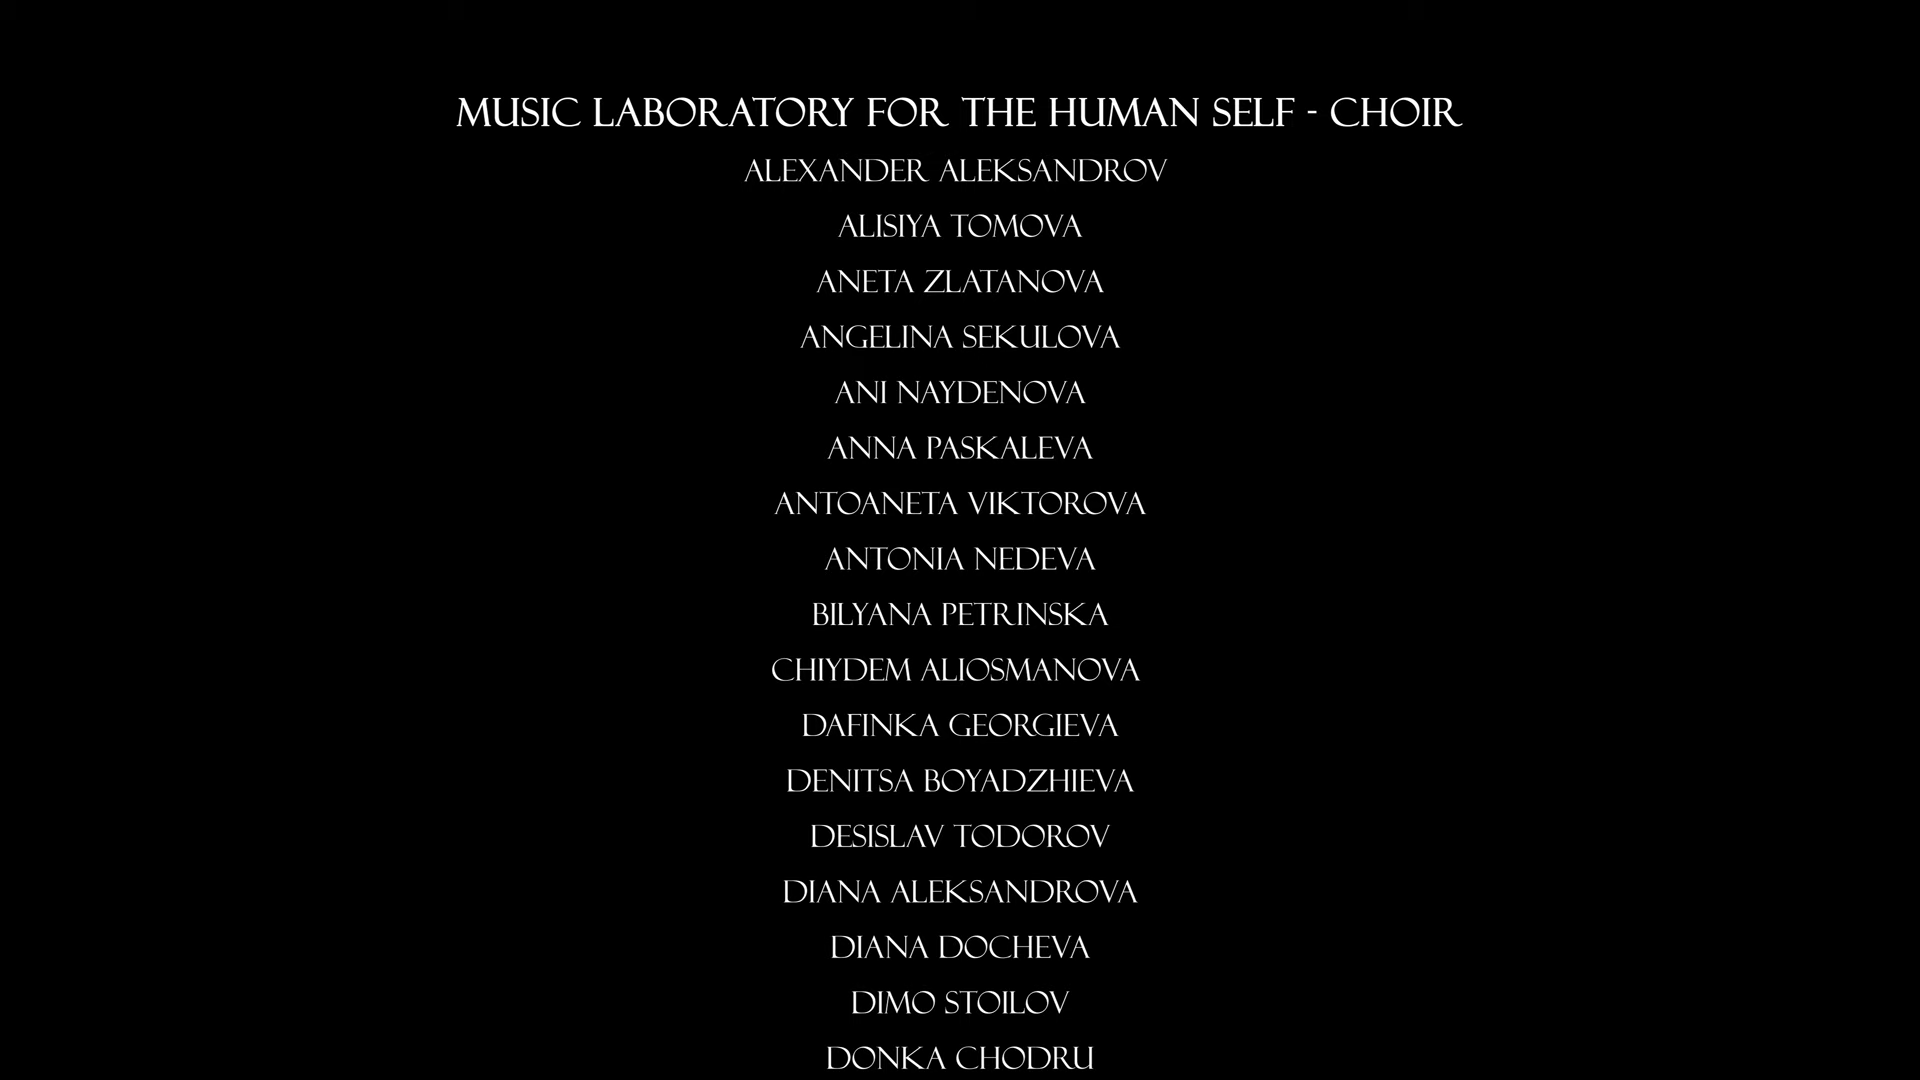 MUSIC LABORATORY FOR THE HUMAN SELF - CHOIR
ALEXANDER ALEKSANDROV
ALISIYA TOMOVA
ANETA ZLATANOVA
ANGELINA SEKULOVA
ANI NAYDENOVA
ANNA PASKALEVA
ANTOANETA VIKTOROVA
ANTONIA NEDEVA
BILYANA PETRINSKA
CHIYDEM ALIOSMANOVA
DAFINKA GEORGIEVA
DENITSA BOYADZHIEVA
DESISLAV TODOROV
DIANA ALEKSANDROVA
DIANA DOCHEVA
DIMO STOILOV
DONKA CHODRU